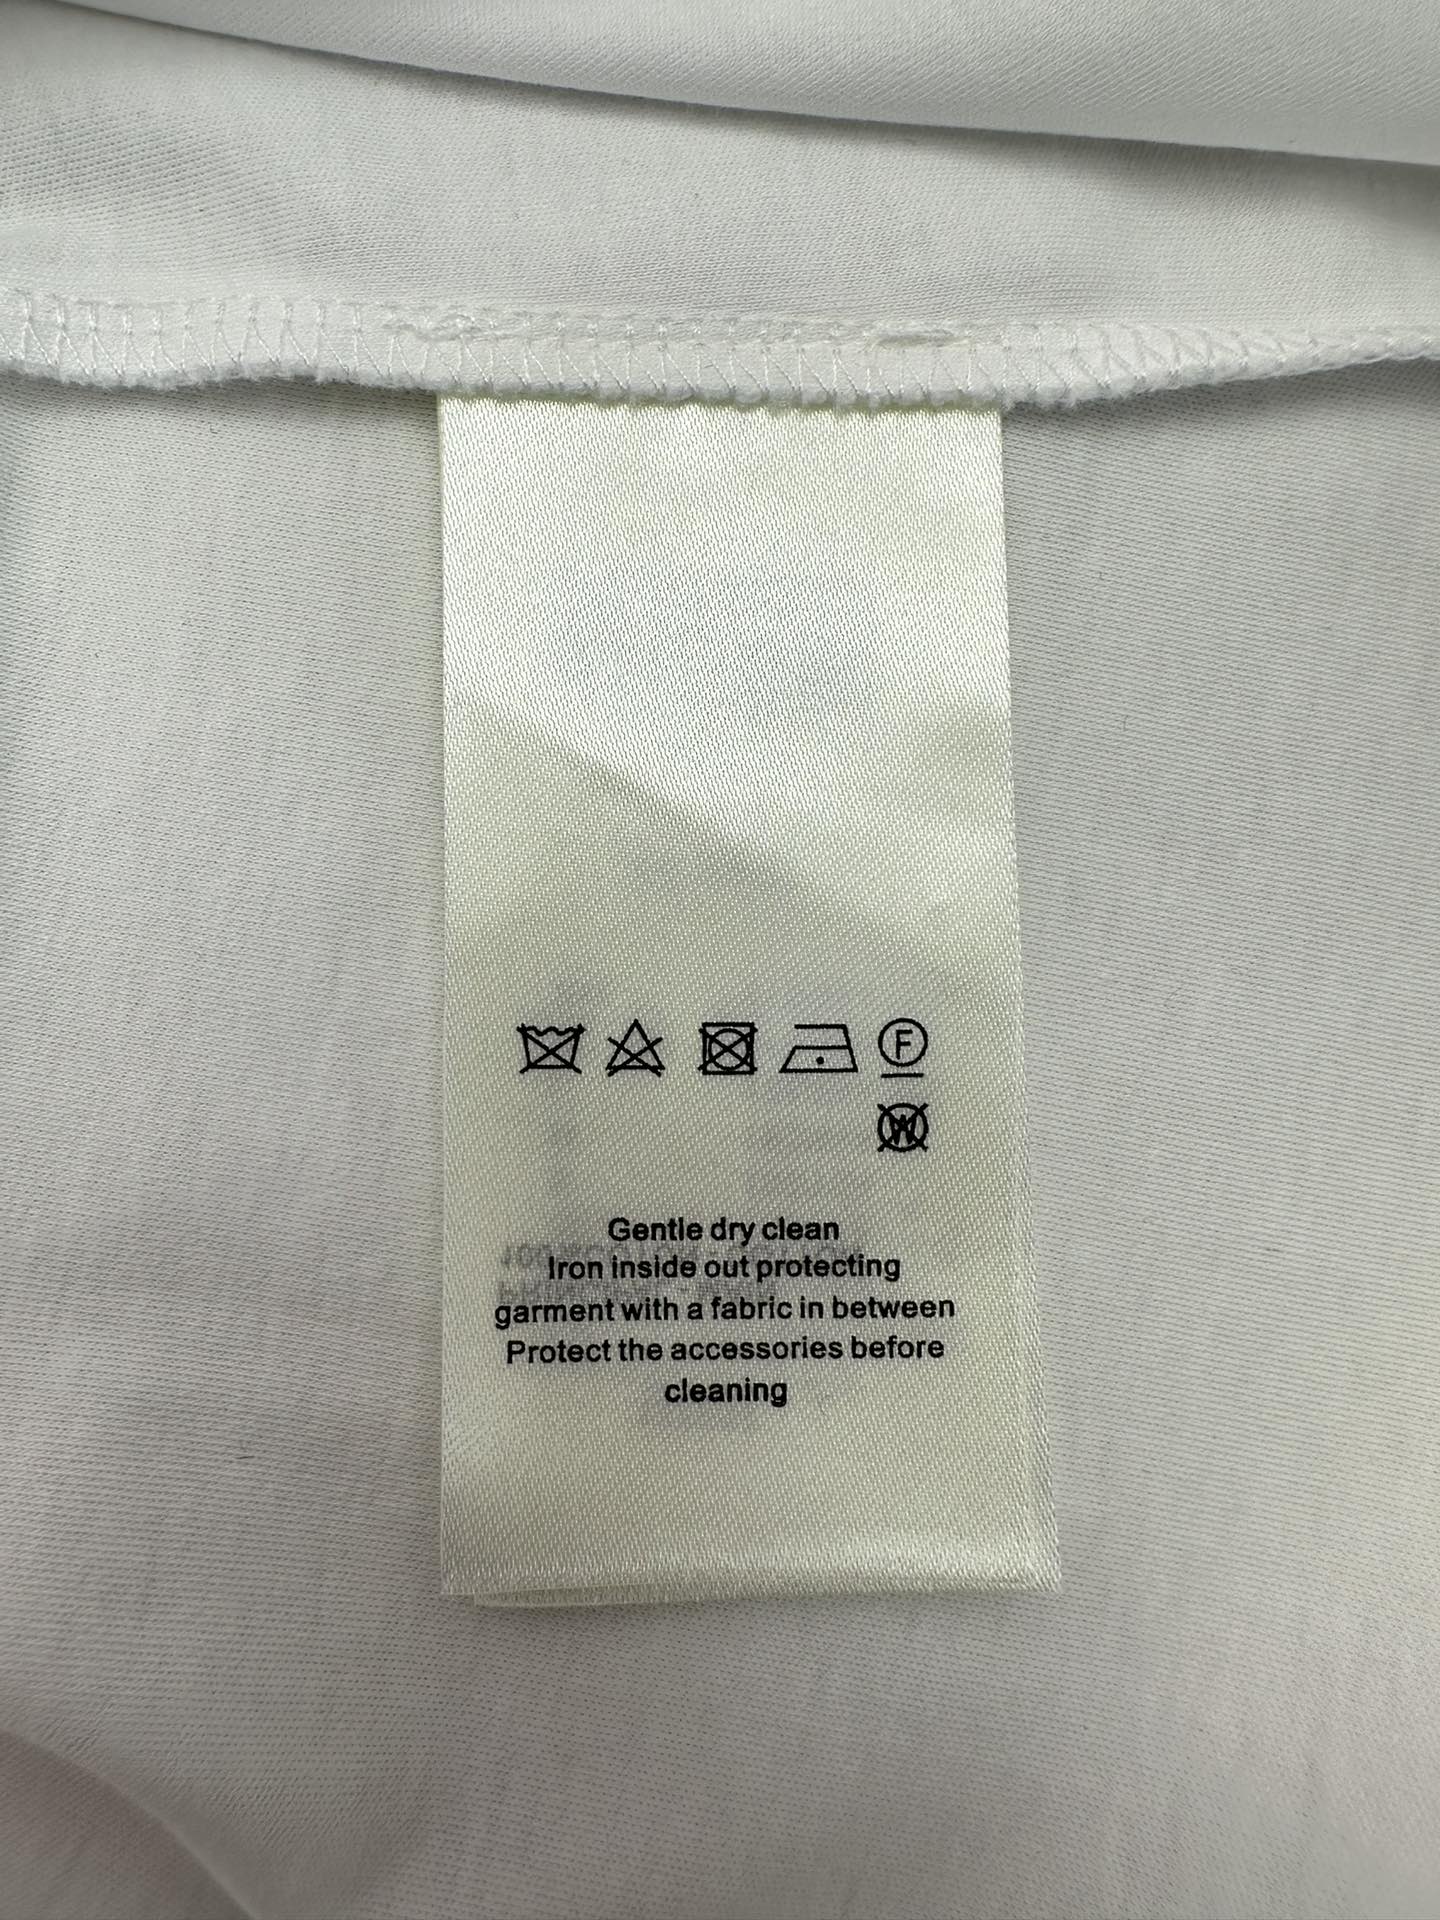 F
W
Gentle dry clean
Iron inside out protecting
garment with a fabric in between
Protect the accessories before
cleaning